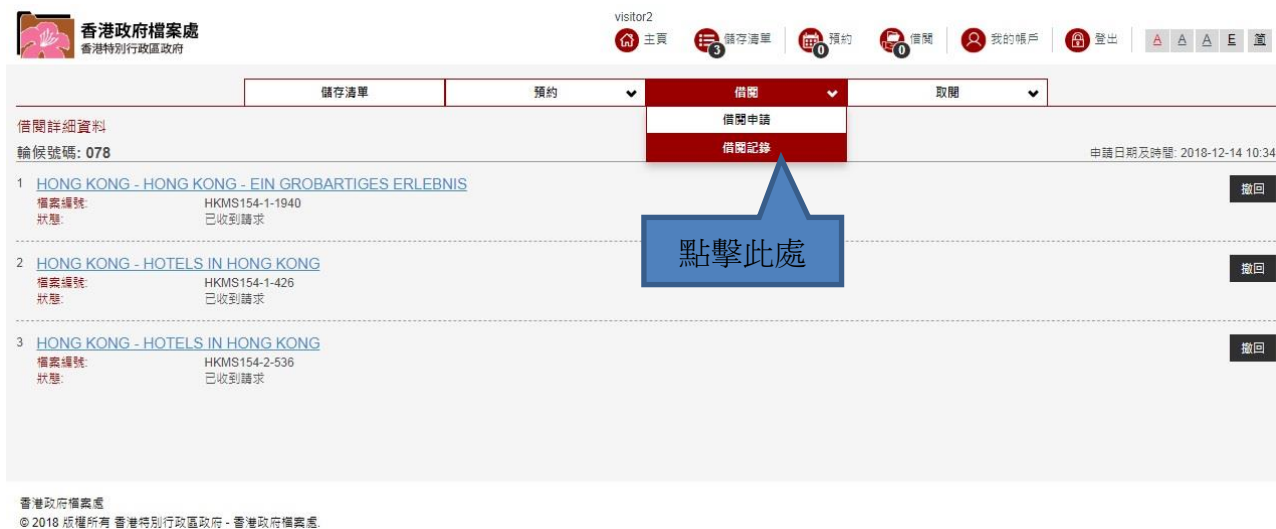 visitor2
香港政府檔案處
香港特別行政區政府
主頁 3 儲存清單 0 預約 0 借閱 我的帳戶 登出 A A A E 简
儲存清單 預約 借閱 取閱
借閱申請
借閱記錄
借閱詳細資料
輪候號碼: 078 申請日期及時間: 2018-12-14 10:34
1 HONG KONG - HONG KONG - EIN GROBARTIGES ERLEBNIS 撤回
檔案編號: HKMS154-1-1940
狀態: 已收到請求
點擊此處
2 HONG KONG - HOTELS IN HONG KONG 撤回
檔案編號: HKMS154-1-426
狀態: 已收到請求
3 HONG KONG - HOTELS IN HONG KONG 撤回
檔案編號: HKMS154-2-536
狀態: 已收到請求
香港政府檔案處
© 2018 版權所有 香港特別行政區政府 - 香港政府檔案處.